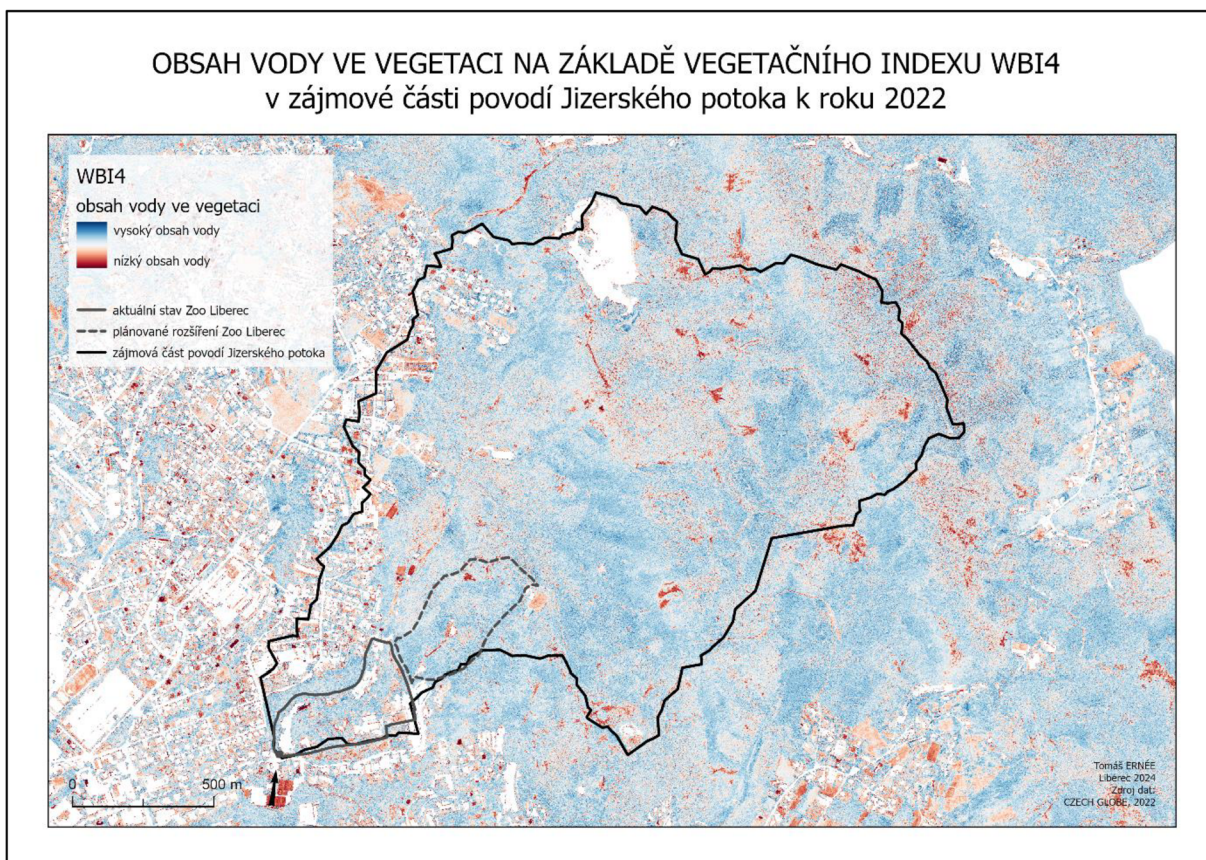 OBSAH VODY VE VEGETACI NA ZÁKLADĚ VEGETAČNÍHO INDEXU WBI4
v zájmové části povodí Jizerského potoka k roku 2022
WBI4
obsah vody ve vegetaci
vysoký obsah vody
nízký obsah vody
aktuální stav Zoo Liberec
plánované rozšíření Zoo Liberec
zájmová část povodí Jizerského potoka
0 500 m
Tomáš ERNÉE
Liberec 2024
Zdroj dat:
CZECH GLOBE, 2022